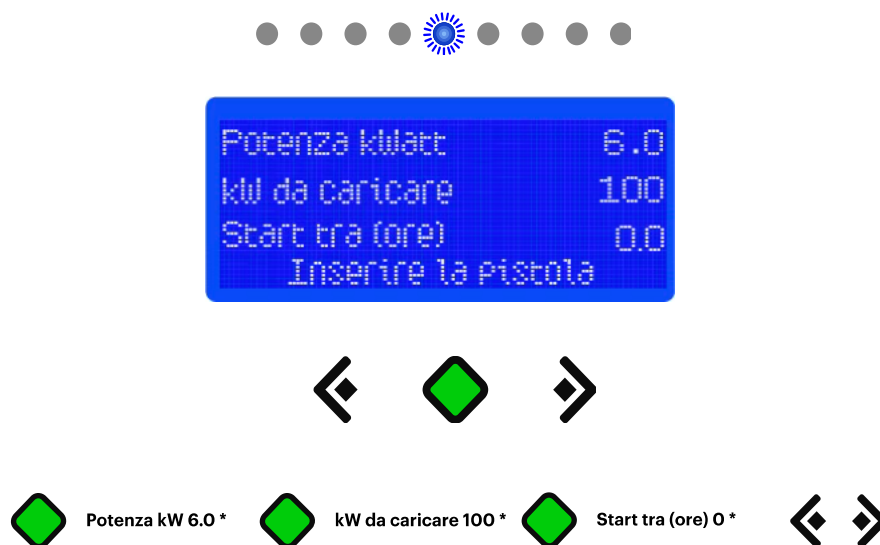 Potenza kWatt 6.0
kW da caricare 100
Start tra (ore) 0.0
Inserire la pistola
Potenza kW 6.0 * kW da caricare 100 * Start tra (ore) 0 *